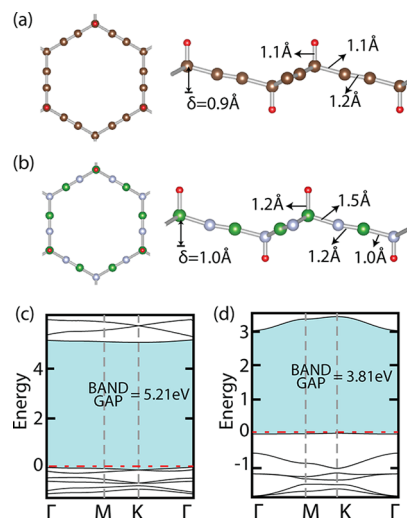 (a)
1.1Å
1.1Å
1.2Å
δ=0.9Å
(b)
1.2Å
1.5Å
δ=1.0Å
1.2Å
1.0Å
(c)
(d)
Energy
4
2
0
BAND
GAP = 5.21eV
Γ M K Γ
Energy
3
2
1
0
-1
BAND
GAP = 3.81eV
Γ M K Γ